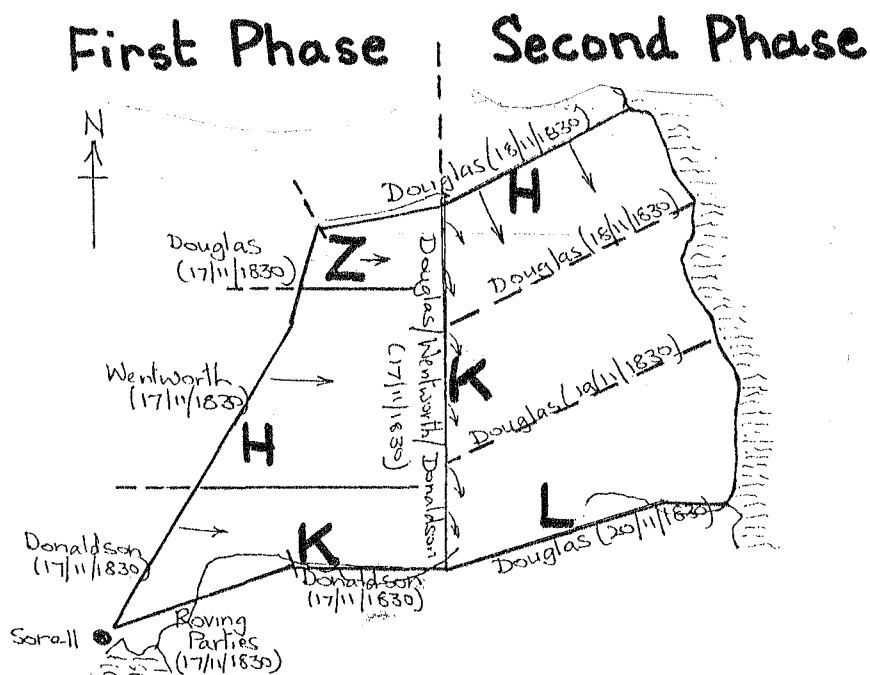 First Phase
Second Phase
N
Douglas (18/11/1830)
H
Z
Douglas
(17/11/1830)
Douglas (18/11/1830)
Douglas/Wentworth/Donaldson
(17/11/1830)
Wentworth
(17/11/1830)
K
Douglas (19/11/1830)
H
L
Douglas (20/11/1830)
K
Donaldson
(17/11/1830)
Donaldson
(17/11/1830)
Sorell
Roving
Parties
(17/11/1830)